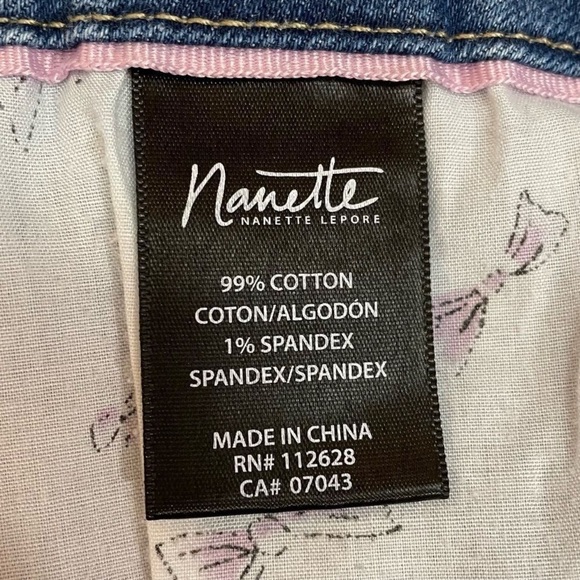 Nanette
NANETTE LEPORE
99% COTTON
COTON/ALGODÓN
1% SPANDEX
SPANDEX/SPANDEX
MADE IN CHINA
RN# 112628
CA# 07043